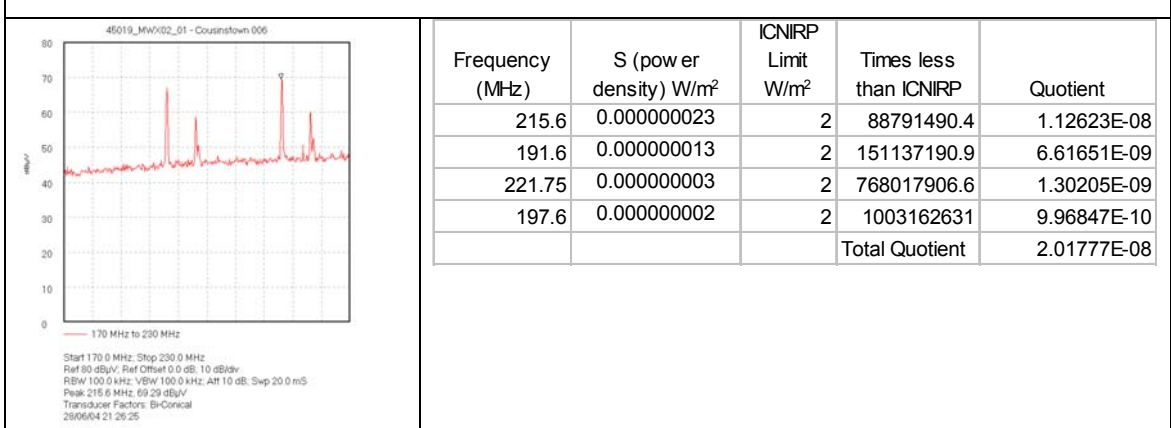 45019_MWX02_01 - Cousinstown 006
80
70
60
50
40
30
20
10
0
dBµV
170 MHz to 230 MHz
Start 170.0 MHz; Stop 230.0 MHz
Ref 80 dBµV; Ref Offset 0.0 dB; 10 dB/div
RBW 100.0 kHz; VBW 100.0 kHz; Att 10 dB; Swp 20.0 mS
Peak 215.6 MHz, 69.29 dBµV
Transducer Factors: Bi-Conical
28/06/04 21:26:25
Frequency (MHz) S (pow er density) W/m² ICNIRP Limit W/m² Times less than ICNIRP Quotient
215.6 0.000000023 2 88791490.4 1.12623E-08
191.6 0.000000013 2 151137190.9 6.61651E-09
221.75 0.000000003 2 768017906.6 1.30205E-09
197.6 0.000000002 2 1003162631 9.96847E-10
Total Quotient 2.01777E-08